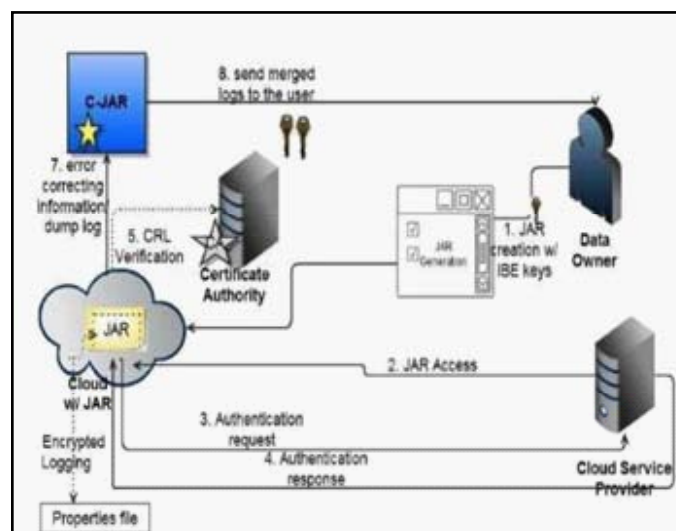 8. send merged
logs to the user
C-JAR
7. error
correcting
information/
dump log
5. CRL
Verification
Certificate
Authority
JAR
Generation
1. JAR
creation w/
IBE keys
Data
Owner
JAR
Cloud
w/ JAR
2. JAR Access
3. Authentication
request
4. Authentication
response
Cloud Service
Provider
Encrypted
Logging
Properties file